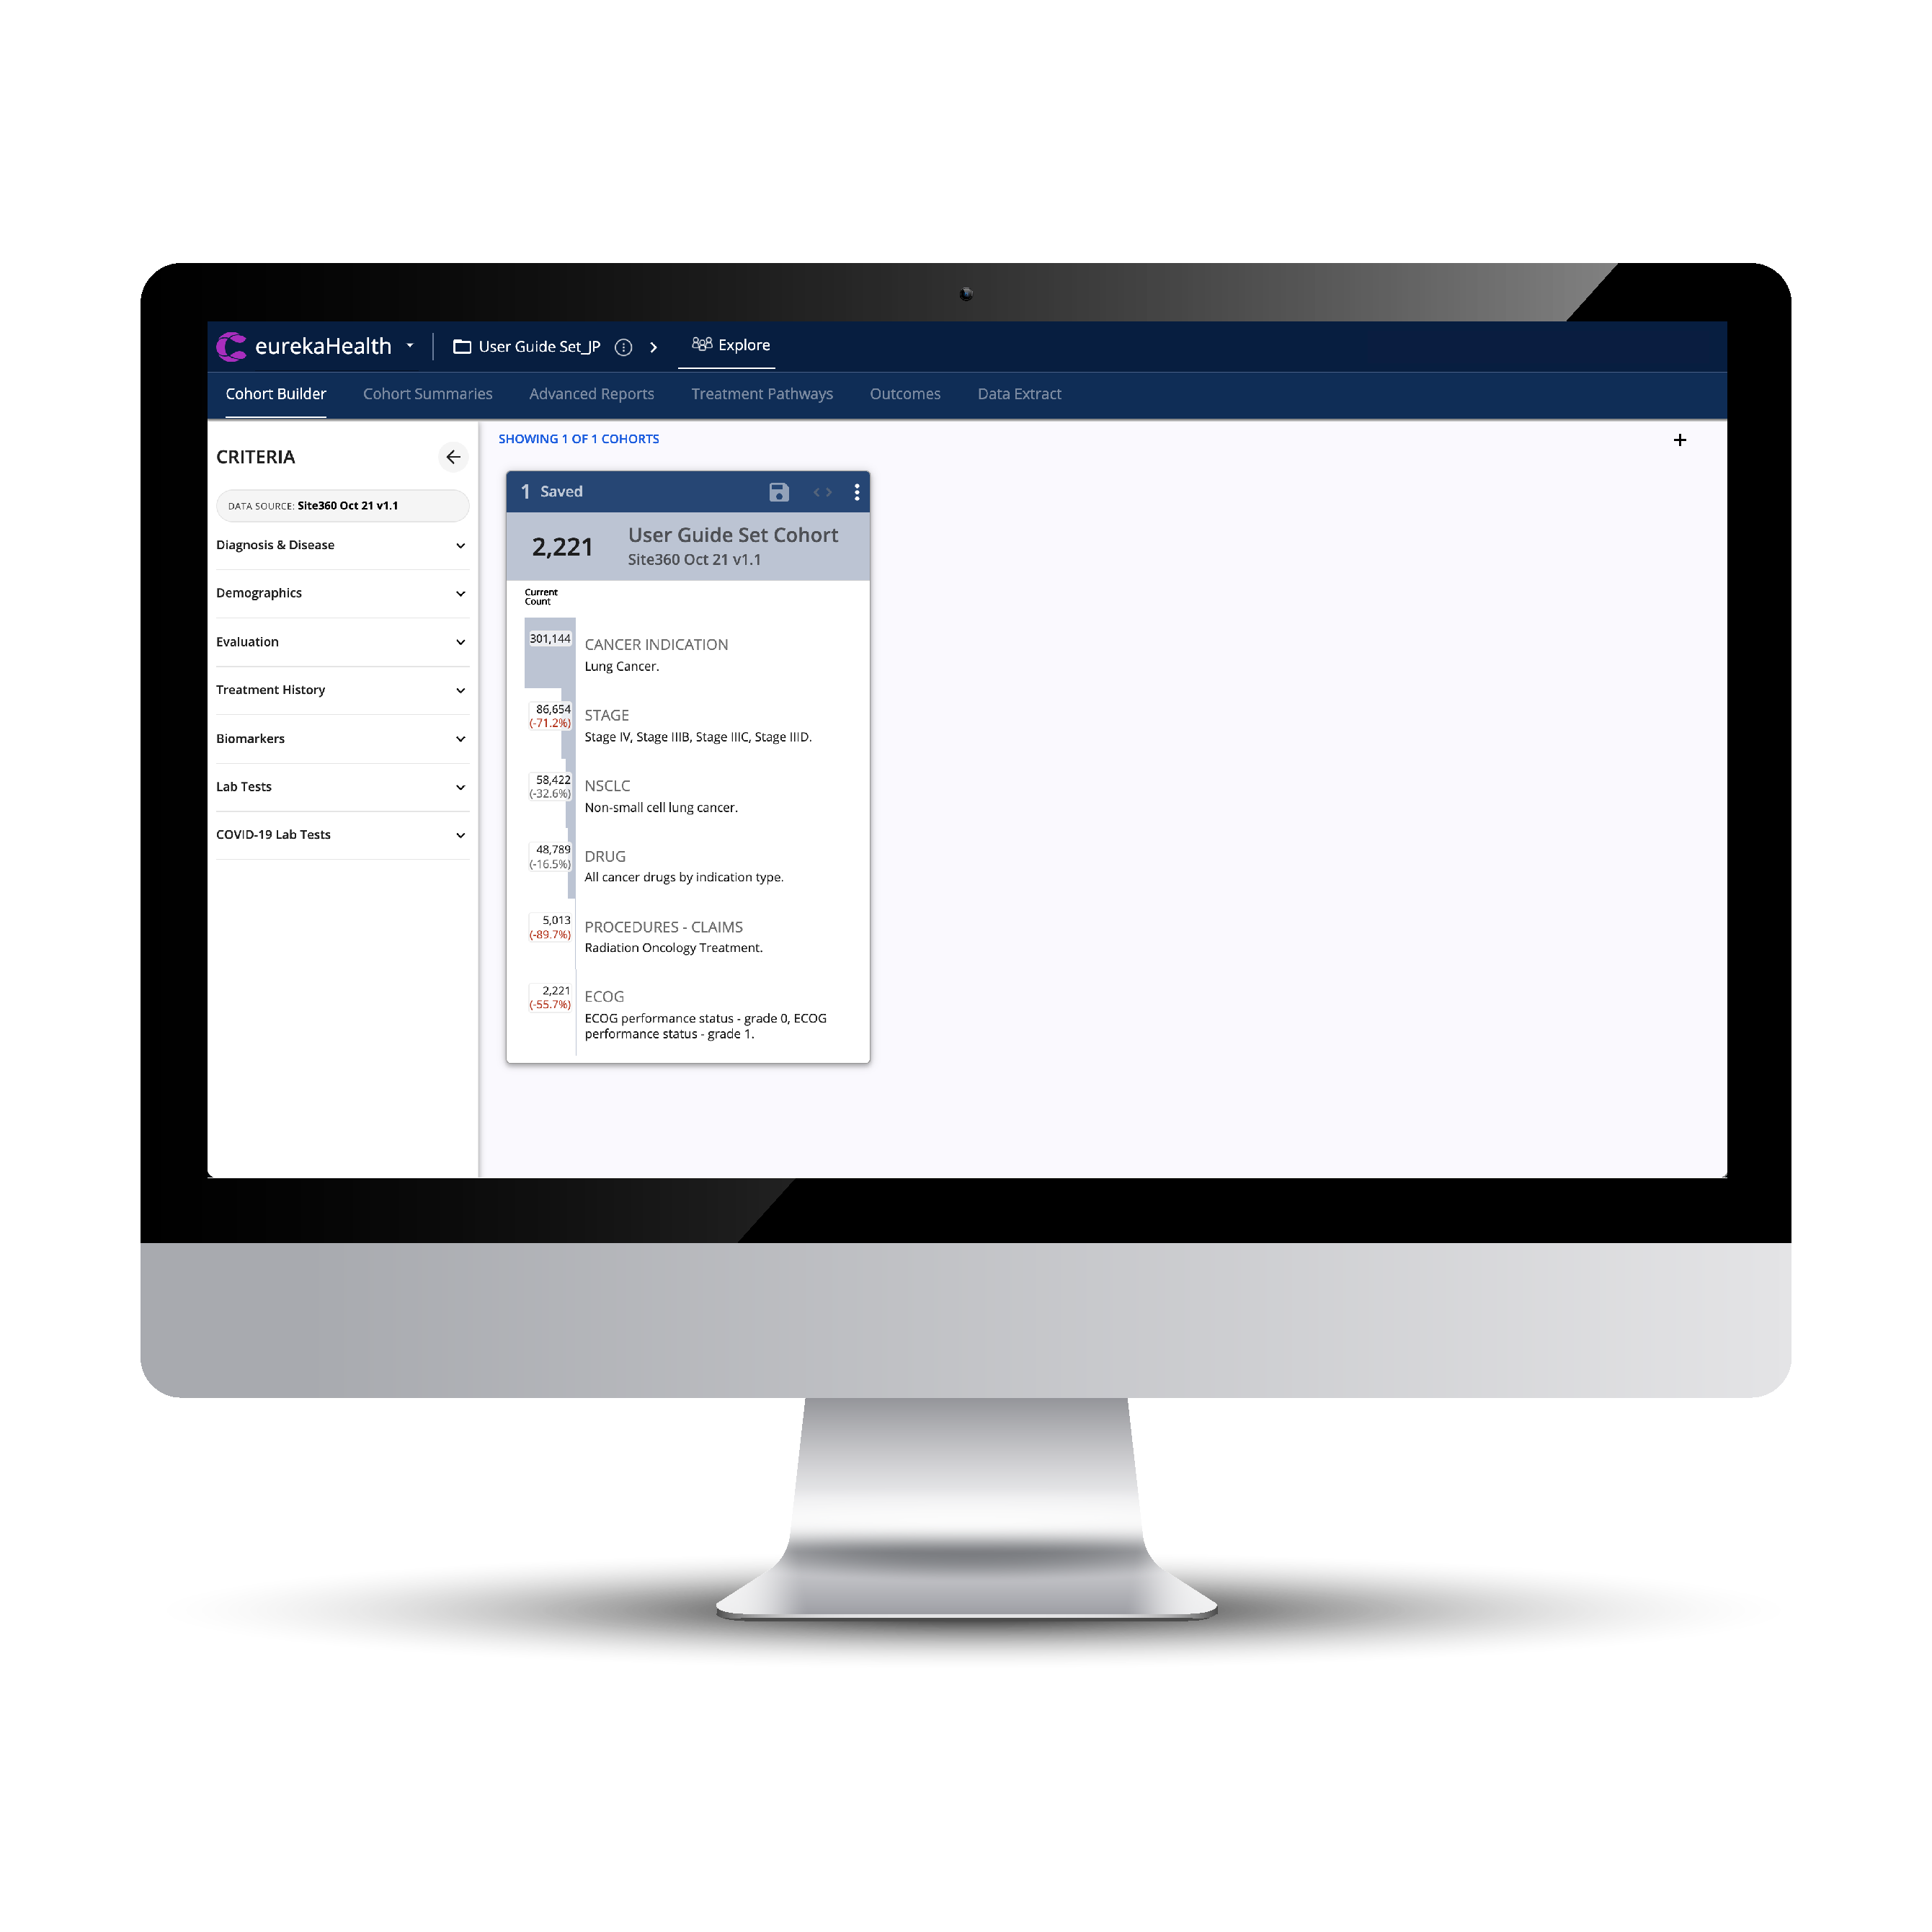 eurekaHealth
User Guide Set_JP
Explore
Cohort Builder
Cohort Summaries
Advanced Reports
Treatment Pathways
Outcomes
Data Extract
CRITERIA
DATA SOURCE: Site360 Oct 21 v1.1
Diagnosis & Disease
Demographics
Evaluation
Treatment History
Biomarkers
Lab Tests
COVID-19 Lab Tests
SHOWING 1 OF 1 COHORTS
1 Saved
2,221
User Guide Set Cohort
Site360 Oct 21 v1.1
Current
Count
301,144
CANCER INDICATION
Lung Cancer.
86,654
(-71.2%)
STAGE
Stage IV, Stage IIIB, Stage IIIC, Stage IIID.
58,422
(-32.6%)
NSCLC
Non-small cell lung cancer.
48,789
(-16.5%)
DRUG
All cancer drugs by indication type.
5,013
(-89.7%)
PROCEDURES - CLAIMS
Radiation Oncology Treatment.
2,221
(-55.7%)
ECOG
ECOG performance status - grade 0, ECOG
performance status - grade 1.